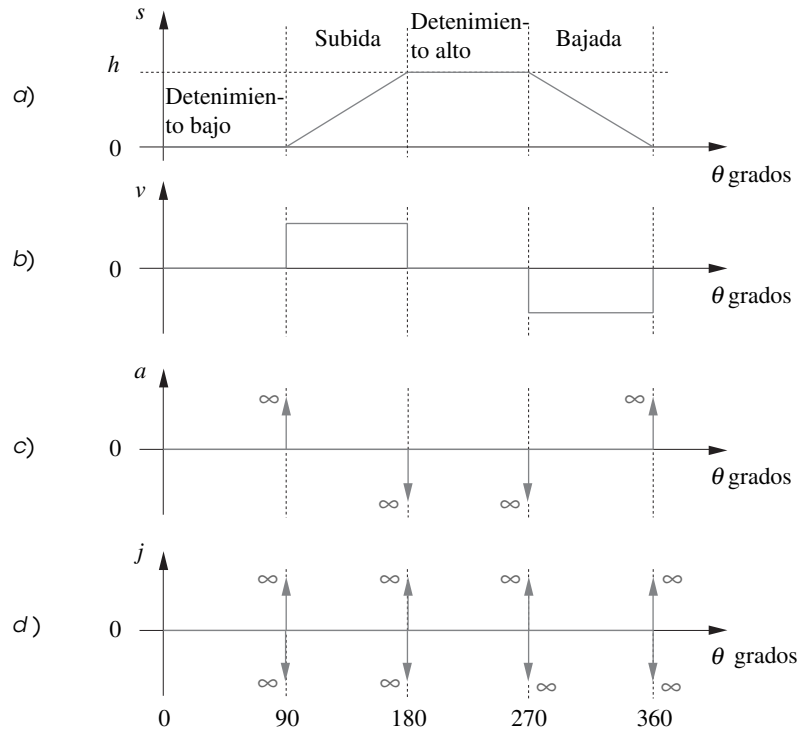 s
Subida
Detenimien-
to alto
Bajada
h
a)
Detenimien-
to bajo
0
θ grados
v
b)
0
θ grados
a
∞
∞
c)
0
θ grados
∞
∞
j
∞
∞
∞
∞
d)
0
θ grados
∞
∞
∞
∞
0
90
180
270
360